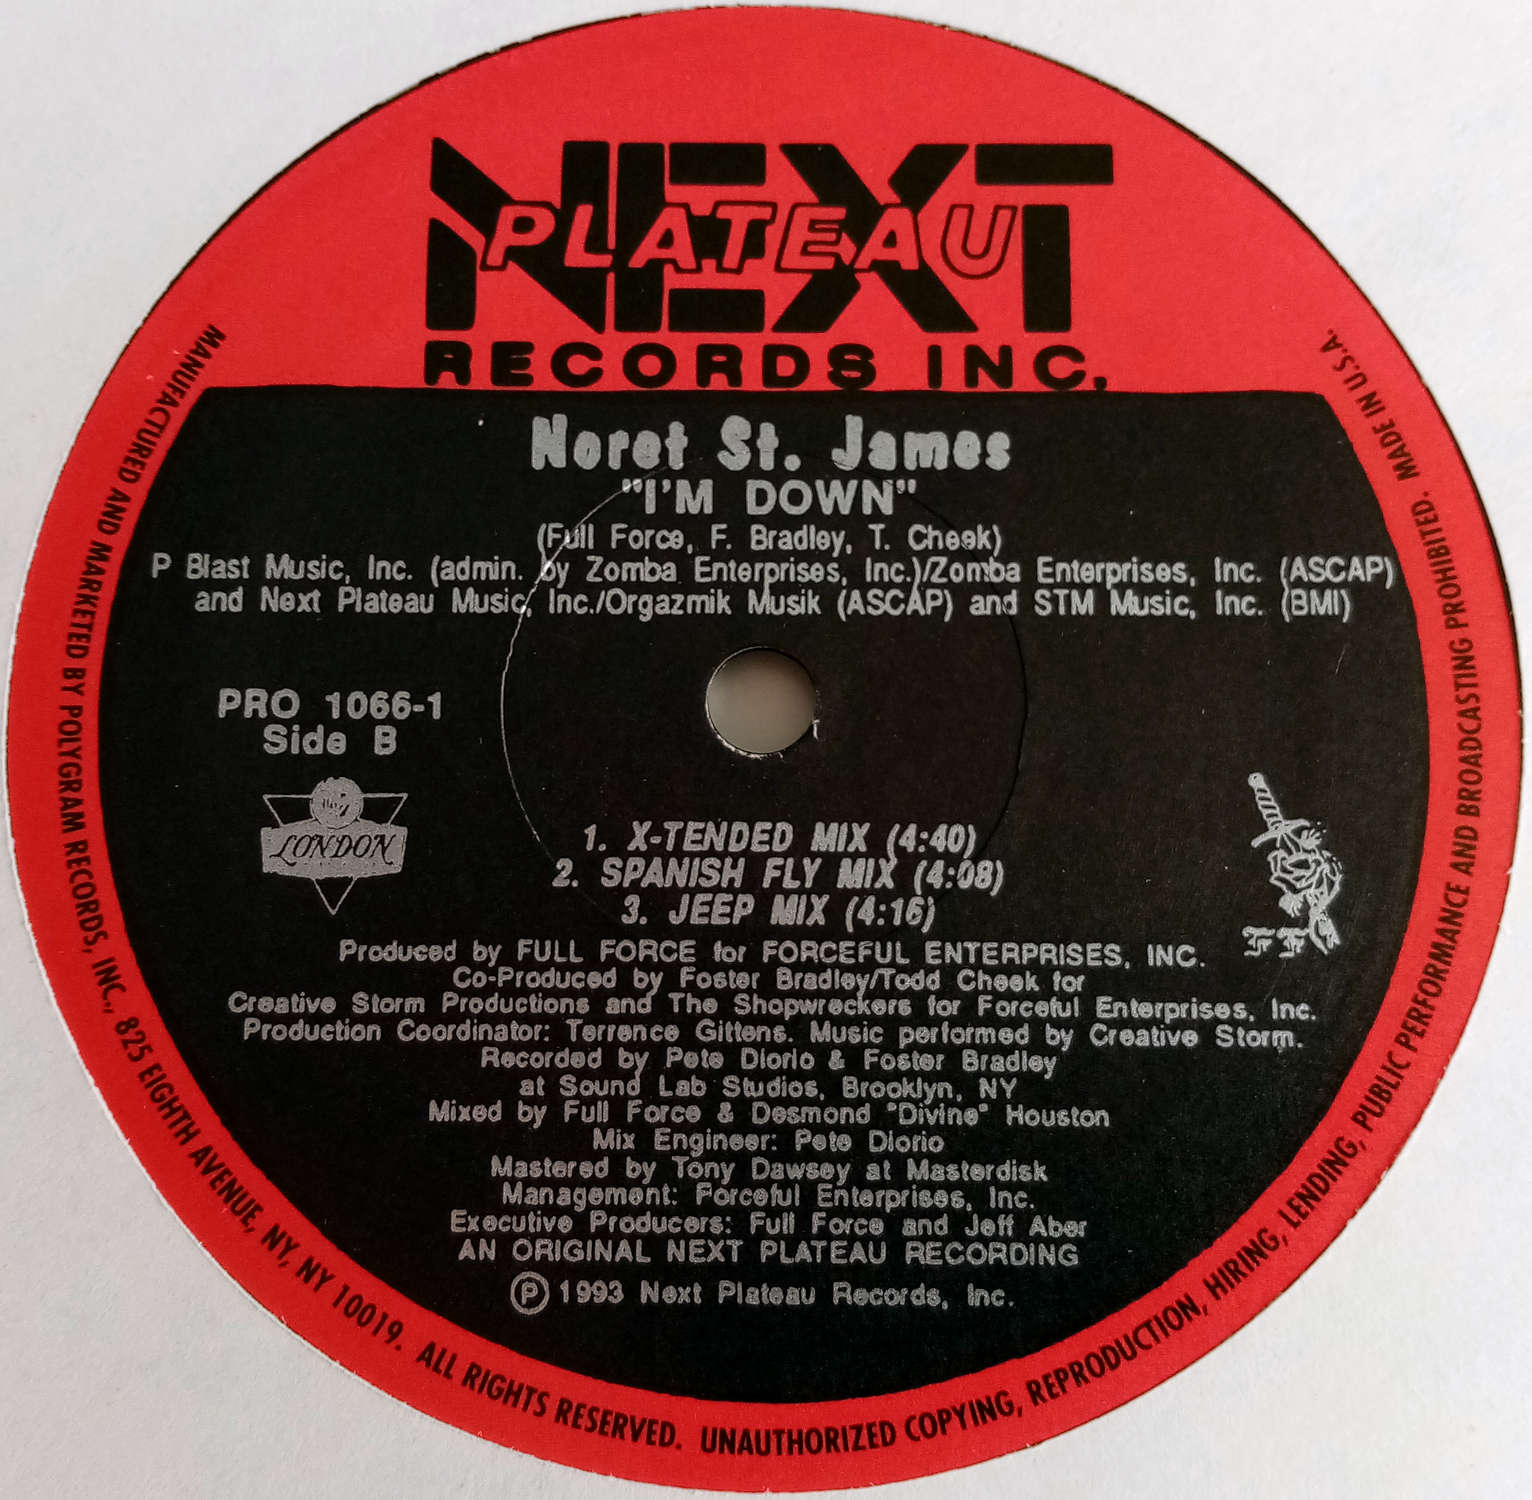 NEXT
PLATEAU
RECORDS INC.
Noret St. James
"I'M DOWN"
(Full Force, F. Bradley, T. Cheek)
P Blast Music, Inc. (admin. by Zomba Enterprises, Inc.)/Zomba Enterprises, Inc. (ASCAP)
and Next Plateau Music, Inc./Orgazmik Musik (ASCAP) and STM Music, Inc. (BMI)
PRO 1066-1
Side B
LONDON
1. X-TENDED MIX (4:40)
2. SPANISH FLY MIX (4:08)
3. JEEP MIX (4:16)
FF
Produced by FULL FORCE for FORCEFUL ENTERPRISES, INC.
Co-Produced by Foster Bradley/Todd Cheek for
Creative Storm Productions and The Shopwreckers for Forceful Enterprises, Inc.
Production Coordinator: Terrence Gittens. Music performed by Creative Storm.
Recorded by Pete Diorio & Foster Bradley
at Sound Lab Studios, Brooklyn, NY
Mixed by Full Force & Desmond "Divine" Houston
Mix Engineer: Pete Diorio
Mastered by Tony Dawsey at Masterdisk
Management: Forceful Enterprises, Inc.
Executive Producers: Full Force and Jeff Aber
AN ORIGINAL NEXT PLATEAU RECORDING
Ⓟ 1993 Next Plateau Records, Inc.
MANUFACTURED AND MARKETED BY POLYGRAM RECORDS, INC., 825 EIGHTH AVENUE, NY, NY 10019. ALL RIGHTS RESERVED. UNAUTHORIZED COPYING, REPRODUCTION, HIRING, LENDING, PUBLIC PERFORMANCE AND BROADCASTING PROHIBITED. MADE IN U.S.A.